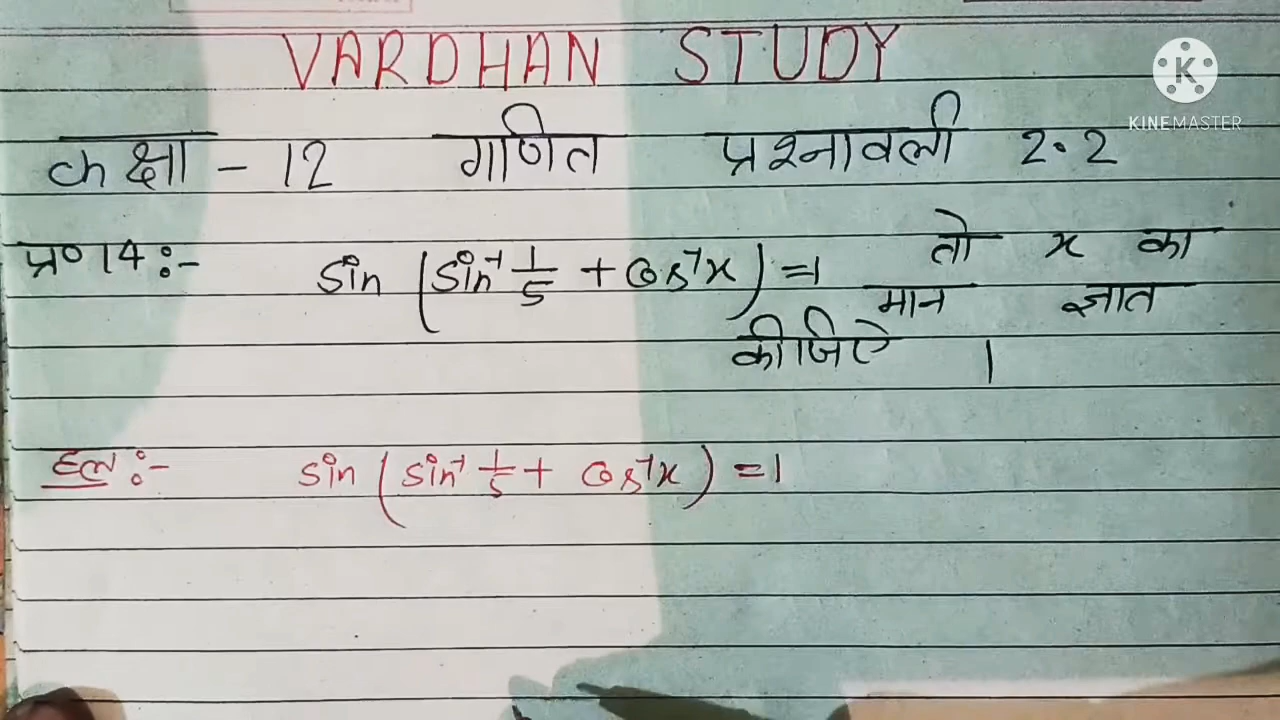 VARDHAN STUDY
KINEMASTER
कक्षा - 12 गणित प्रश्नावली 2.2
प्र० 14:- sin (sin⁻¹ 1/5 + cos⁻¹x) = 1 तो x का
मान ज्ञात
कीजिऐ ।
हल:- sin (sin⁻¹ 1/5 + cos⁻¹x) = 1